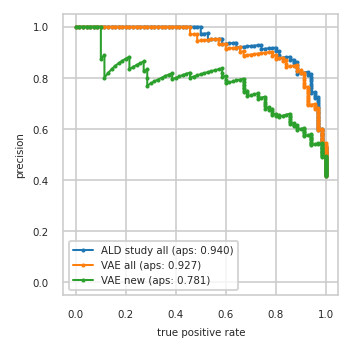 1.0
0.8
0.6
0.4
0.2
0.0
precision
ALD study all (aps: 0.940)
VAE all (aps: 0.927)
VAE new (aps: 0.781)
0.0 0.2 0.4 0.6 0.8 1.0
true positive rate